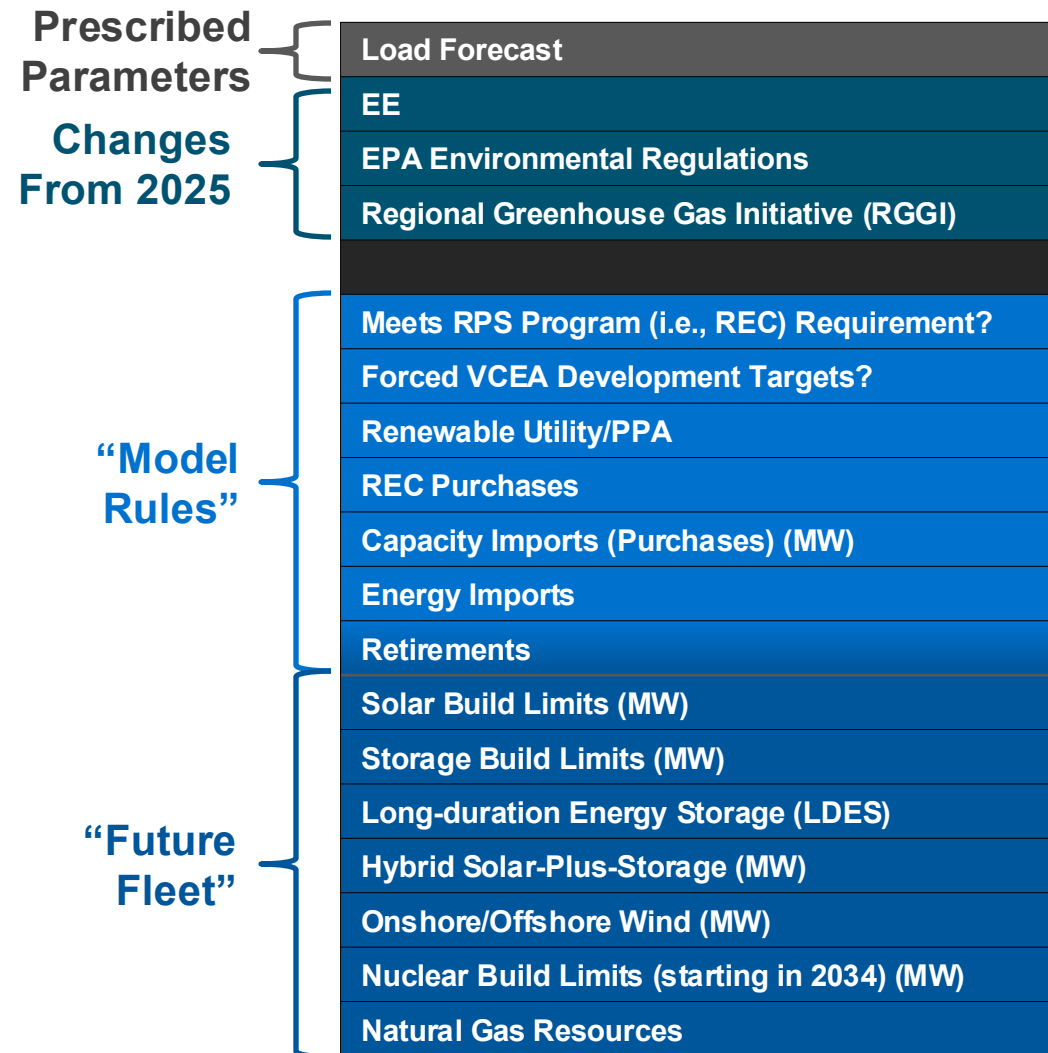 Prescribed
Parameters
Load Forecast
Changes
From 2025
EE
EPA Environmental Regulations
Regional Greenhouse Gas Initiative (RGGI)
“Model
Rules”
Meets RPS Program (i.e., REC) Requirement?
Forced VCEA Development Targets?
Renewable Utility/PPA
REC Purchases
Capacity Imports (Purchases) (MW)
Energy Imports
Retirements
“Future
Fleet”
Solar Build Limits (MW)
Storage Build Limits (MW)
Long-duration Energy Storage (LDES)
Hybrid Solar-Plus-Storage (MW)
Onshore/Offshore Wind (MW)
Nuclear Build Limits (starting in 2034) (MW)
Natural Gas Resources